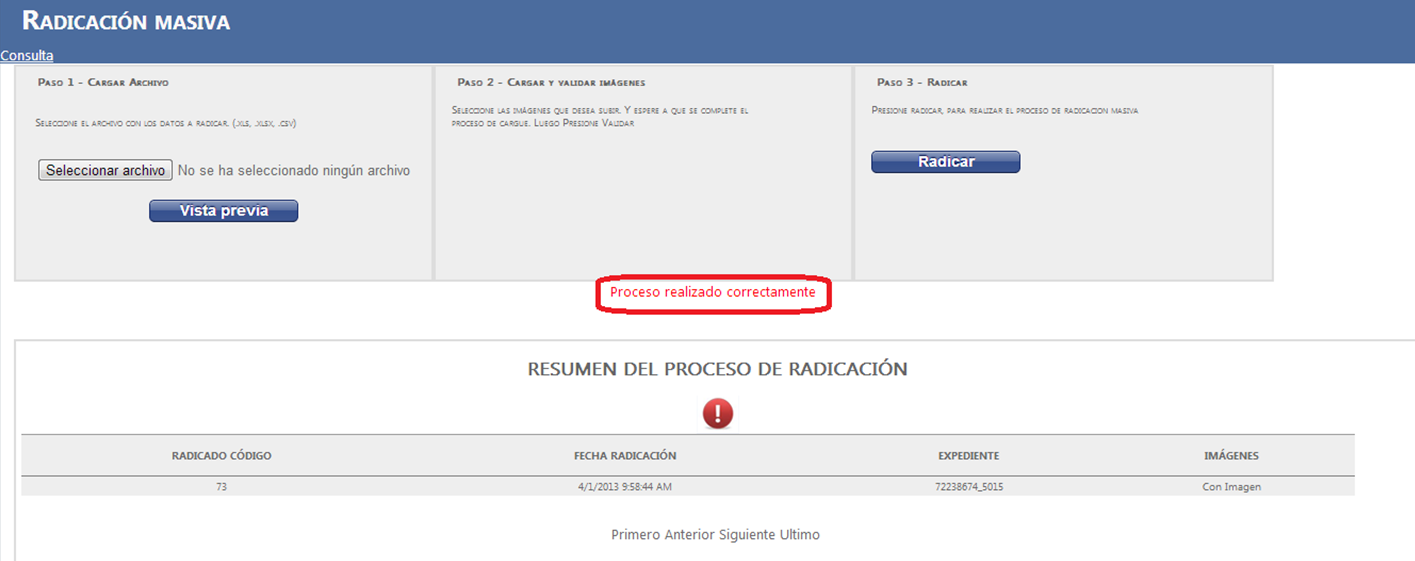 RADICACIÓN MASIVA
Consulta
PASO 1 - CARGAR ARCHIVO
SELECCIONE EL ARCHIVO CON LOS DATOS A RADICAR. (.XLS, .XLSX, .CSV)
Seleccionar archivo No se ha seleccionado ningún archivo
Vista previa
PASO 2 - CARGAR Y VALIDAR IMÁGENES
SELECCIONE LAS IMÁGENES QUE DESEA SUBIR. Y ESPERE A QUE SE COMPLETE EL
PROCESO DE CARGUE. LUEGO PRESIONE VALIDAR
PASO 3 - RADICAR
PRESIONE RADICAR, PARA REALIZAR EL PROCESO DE RADICACION MASIVA
Radicar
Proceso realizado correctamente
RESUMEN DEL PROCESO DE RADICACIÓN
!
RADICADO CÓDIGO FECHA RADICACIÓN EXPEDIENTE IMÁGENES
73 4/1/2013 9:58:44 AM 72238674_5015 Con Imagen
Primero Anterior Siguiente Ultimo